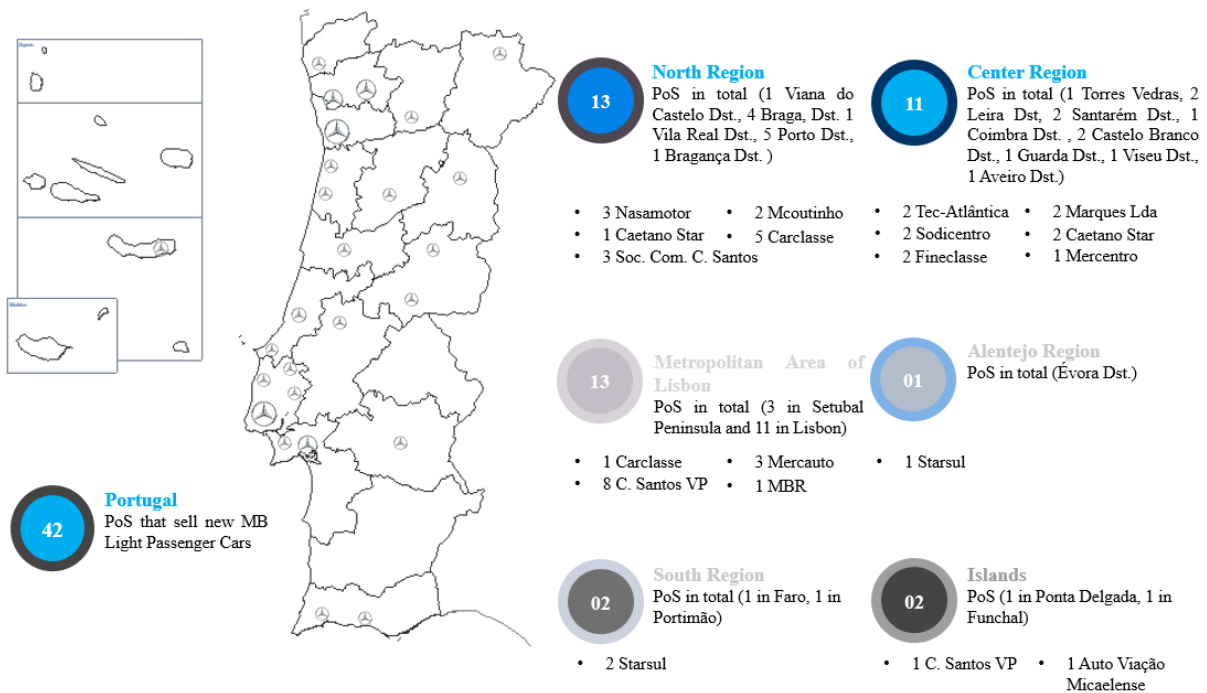 13
North Region
PoS in total (1 Viana do
Castelo Dst., 4 Braga, Dst. 1
Vila Real Dst., 5 Porto Dst.,
1 Bragança Dst. )
• 3 Nasamotor
• 2 Mcoutinho
• 1 Caetano Star
• 5 Carclasse
• 3 Soc. Com. C. Santos
11
Center Region
PoS in total (1 Torres Vedras, 2
Leira Dst, 2 Santarém Dst., 1
Coimbra Dst. , 2 Castelo Branco
Dst., 1 Guarda Dst., 1 Viseu Dst.,
1 Aveiro Dst.)
• 2 Tec-Atlântica
• 2 Marques Lda
• 2 Sodicentro
• 2 Caetano Star
• 2 Fineclasse
• 1 Mercentro
13
Metropolitan Area of
Lisbon
PoS in total (3 in Setubal
Peninsula and 11 in Lisbon)
• 1 Carclasse
• 3 Mercauto
• 8 C. Santos VP
• 1 MBR
01
Alentejo Region
PoS in total (Évora Dst.)
• 1 Starsul
42
Portugal
PoS that sell new MB
Light Passenger Cars
02
South Region
PoS in total (1 in Faro, 1 in
Portimão)
• 2 Starsul
02
Islands
PoS (1 in Ponta Delgada, 1 in
Funchal)
• 1 C. Santos VP
• 1 Auto Viação
Micaelense